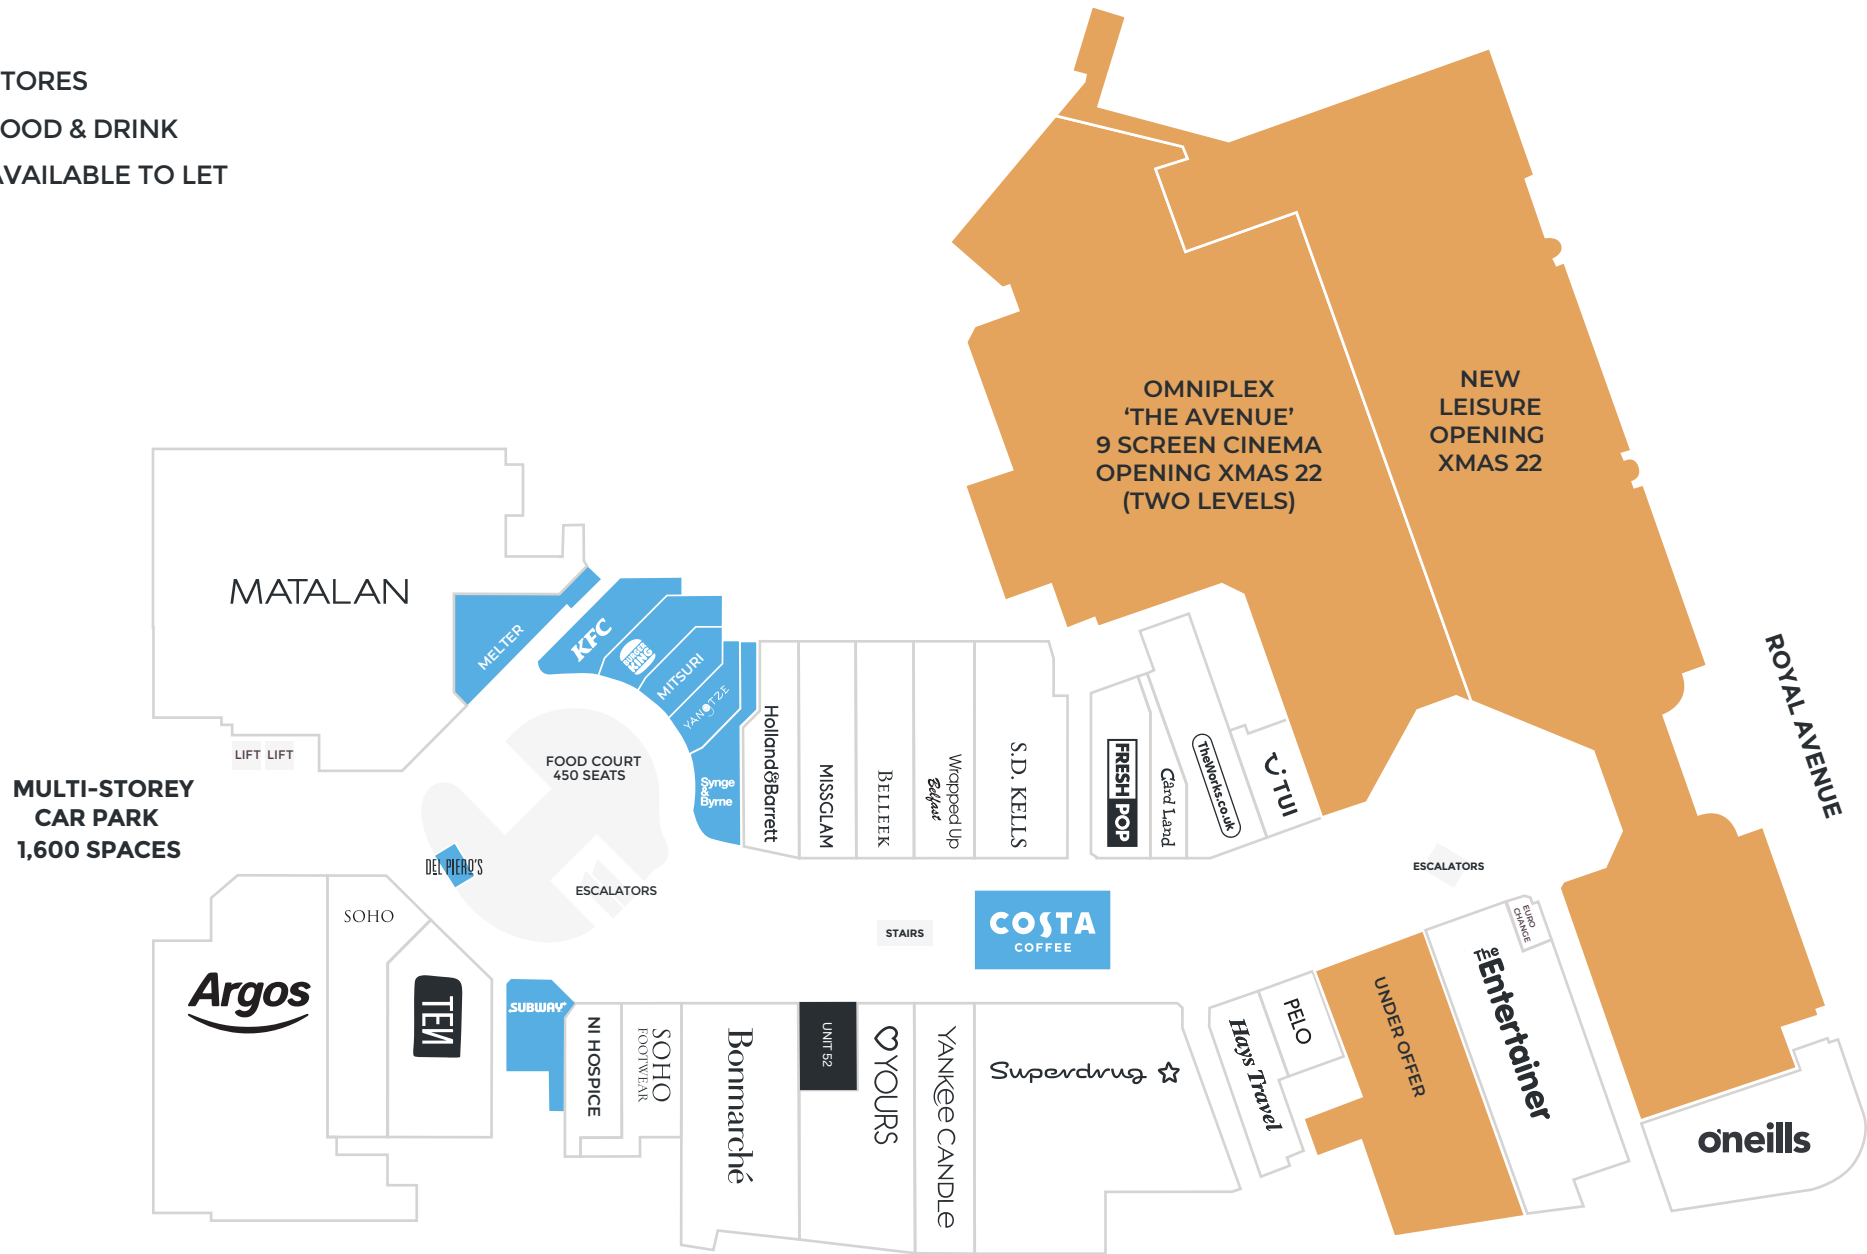 TORES
OOD & DRINK
AVAILABLE TO LET
OMNIPLEX
‘THE AVENUE’
9 SCREEN CINEMA
OPENING XMAS 22
(TWO LEVELS)
NEW
LEISURE
OPENING
XMAS 22
ROYAL AVENUE
MATALAN
MELTER
KFC
BURGER
KING
MITSURI
YANGTZE
Synge
&
Byrne
Holland&Barrett
MISSGLAM
BELLEEK
Wrapped Up
Belfast
S.D. KELLS
FRESH POP
Card Land
TheWorks.co.uk
TUI
LIFT LIFT
FOOD COURT
450 SEATS
MULTI-STOREY
CAR PARK
1,600 SPACES
DEL PIERO'S
ESCALATORS
ESCALATORS
STAIRS
COSTA
COFFEE
Argos
SOHO
TEN
SUBWAY
NI HOSPICE
SOHO
FOOTWEAR
Bonmarché
UNIT 52
YOURS
YANKEE CANDLE
Superdrug
Hays Travel
PELO
UNDER OFFER
The
Entertainer
EURO
CHANGE
o'neills